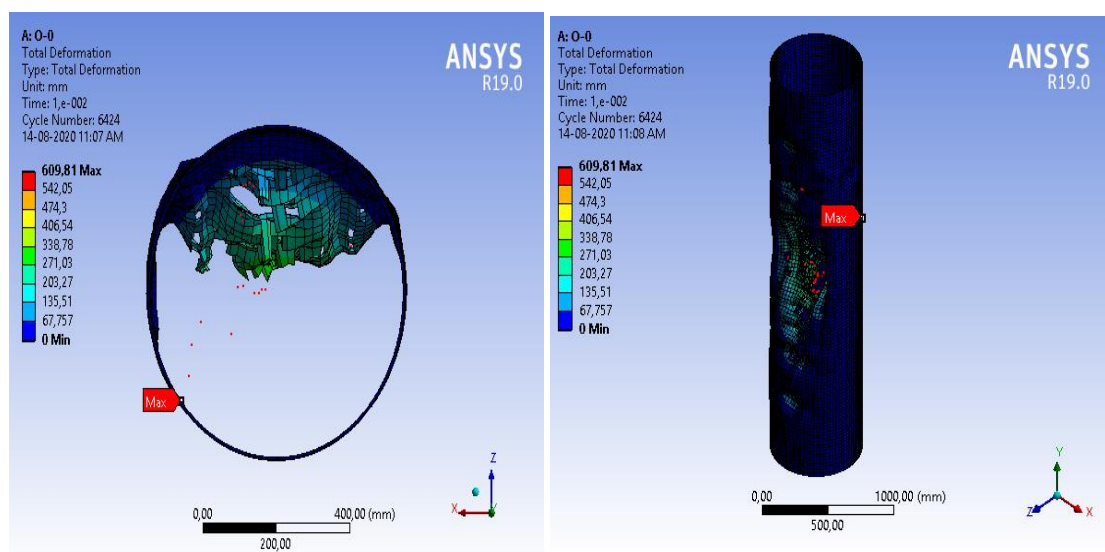 A: O-0
Total Deformation
Type: Total Deformation
Unit: mm
Time: 1,e-002
Cycle Number: 6424
14-08-2020 11:07 AM
ANSYS
R19.0
609,81 Max
542,05
474,3
406,54
338,78
271,03
203,27
135,51
67,757
0 Min
Max
Z
X
Y
0,00
400,00 (mm)
200,00
A: O-0
Total Deformation
Type: Total Deformation
Unit: mm
Time: 1,e-002
Cycle Number: 6424
14-08-2020 11:08 AM
ANSYS
R19.0
609,81 Max
542,05
474,3
406,54
338,78
271,03
203,27
135,51
67,757
0 Min
Max
Y
Z
X
0,00
1000,00 (mm)
500,00